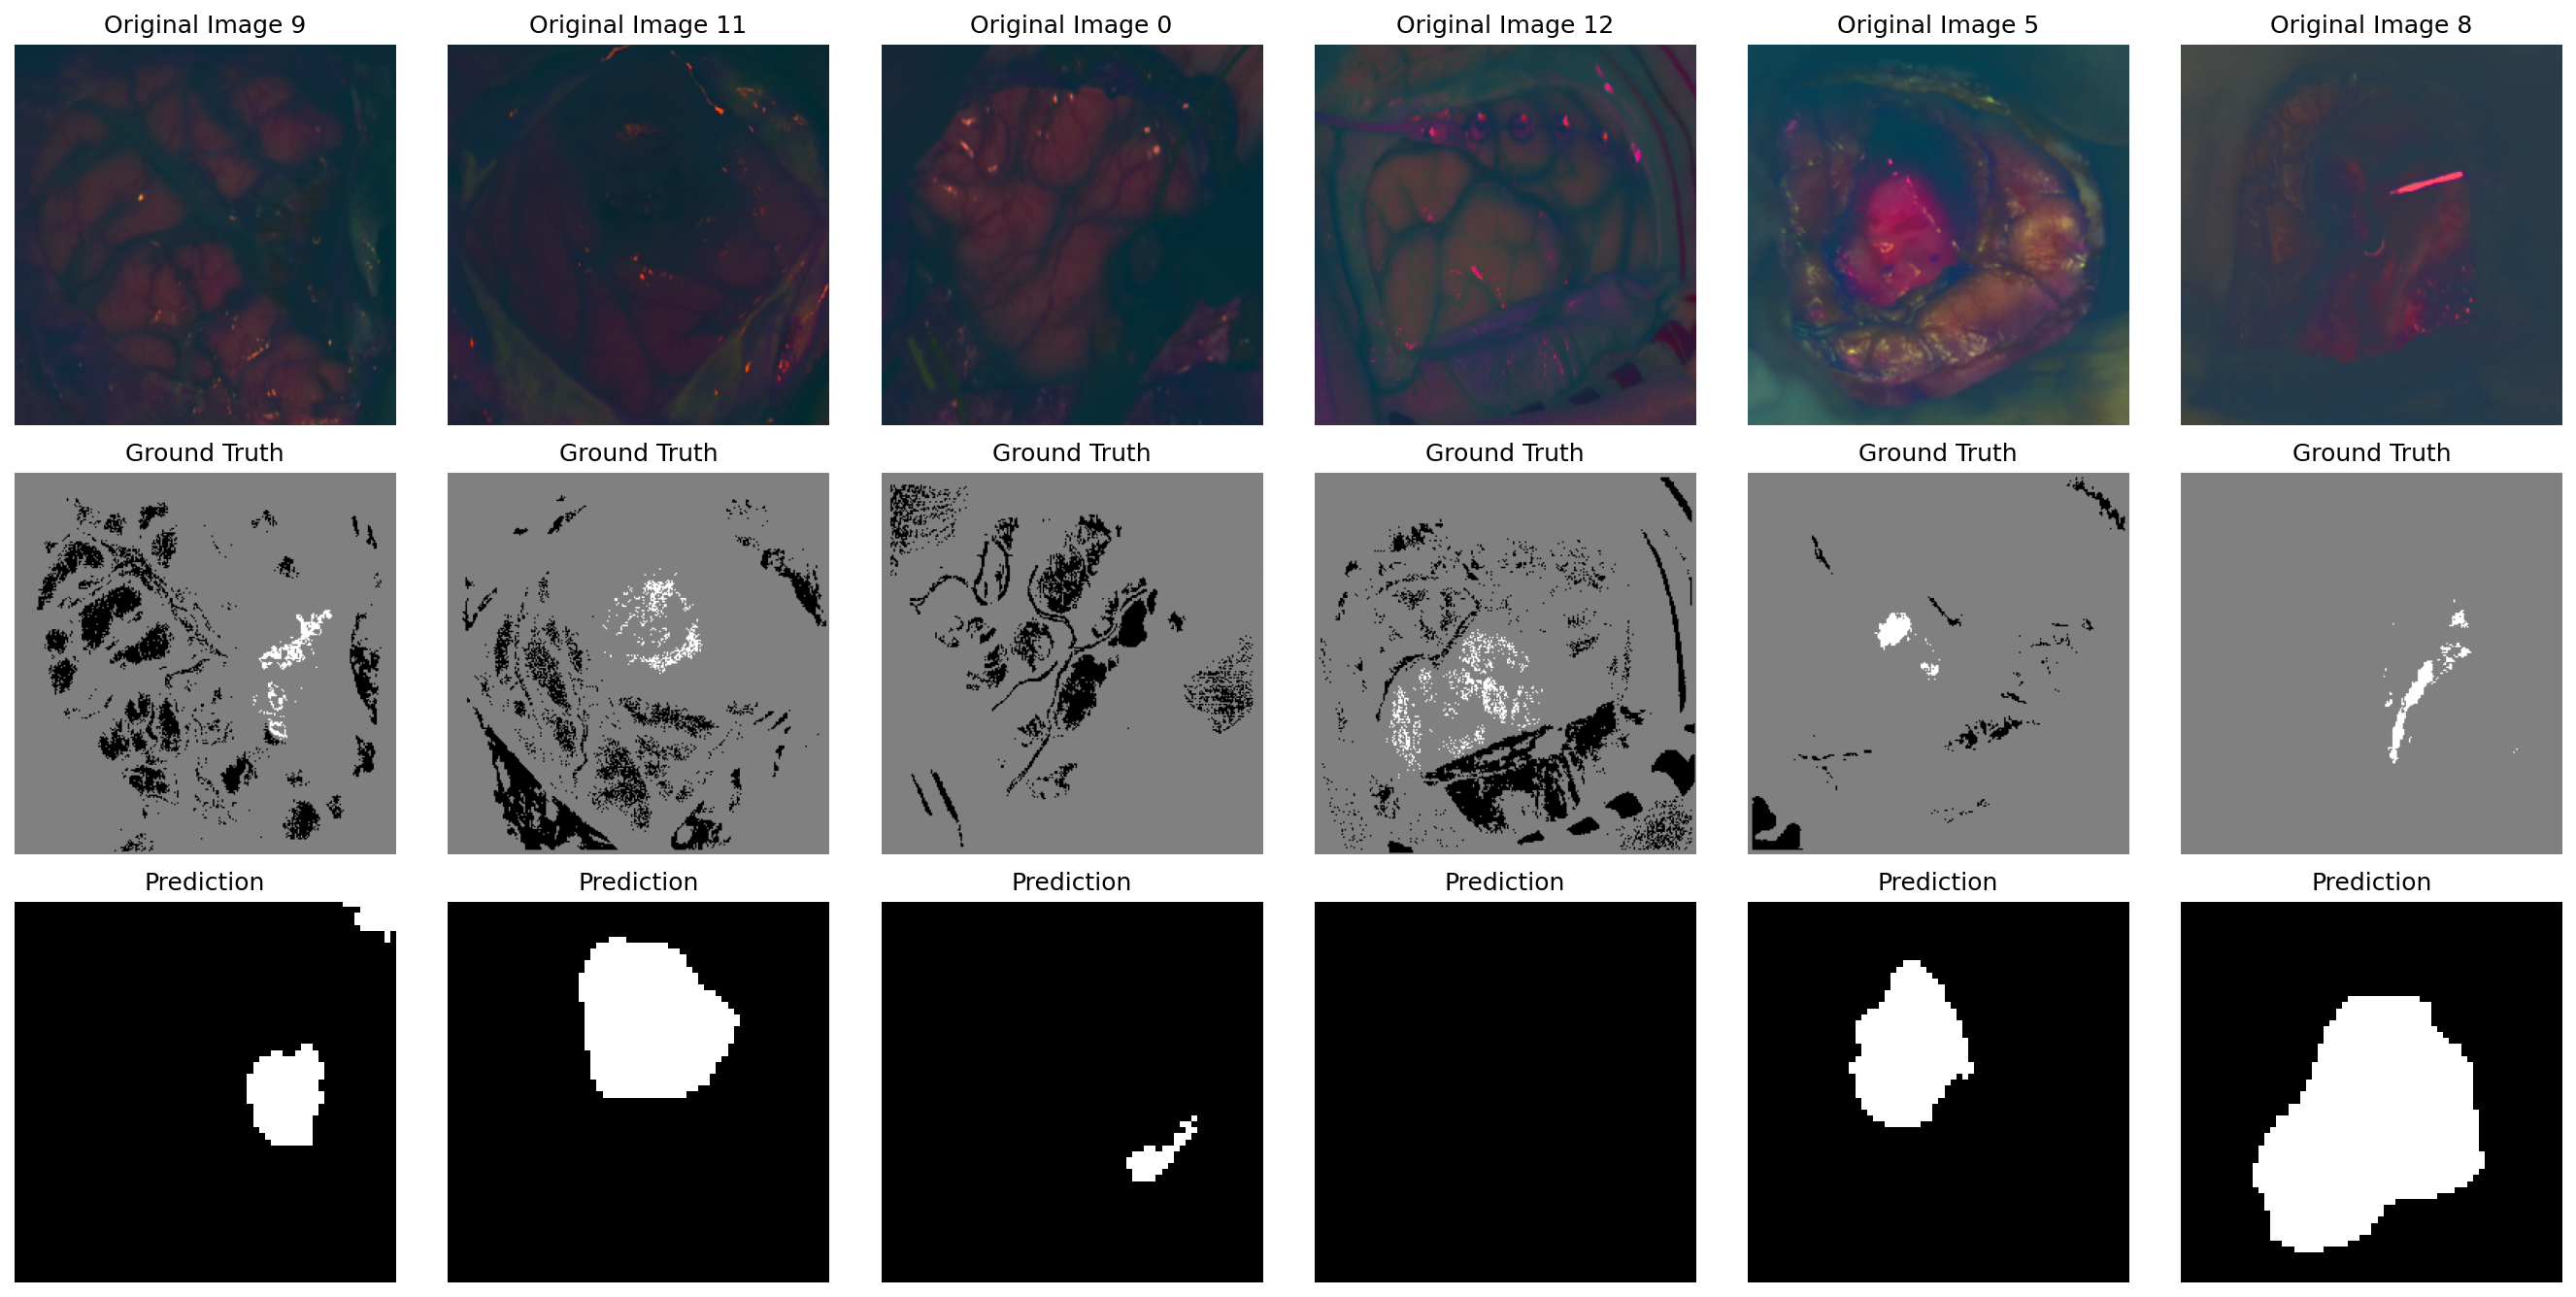 Original Image 9
Original Image 11
Original Image 0
Original Image 12
Original Image 5
Original Image 8
Ground Truth
Ground Truth
Ground Truth
Ground Truth
Ground Truth
Ground Truth
Prediction
Prediction
Prediction
Prediction
Prediction
Prediction